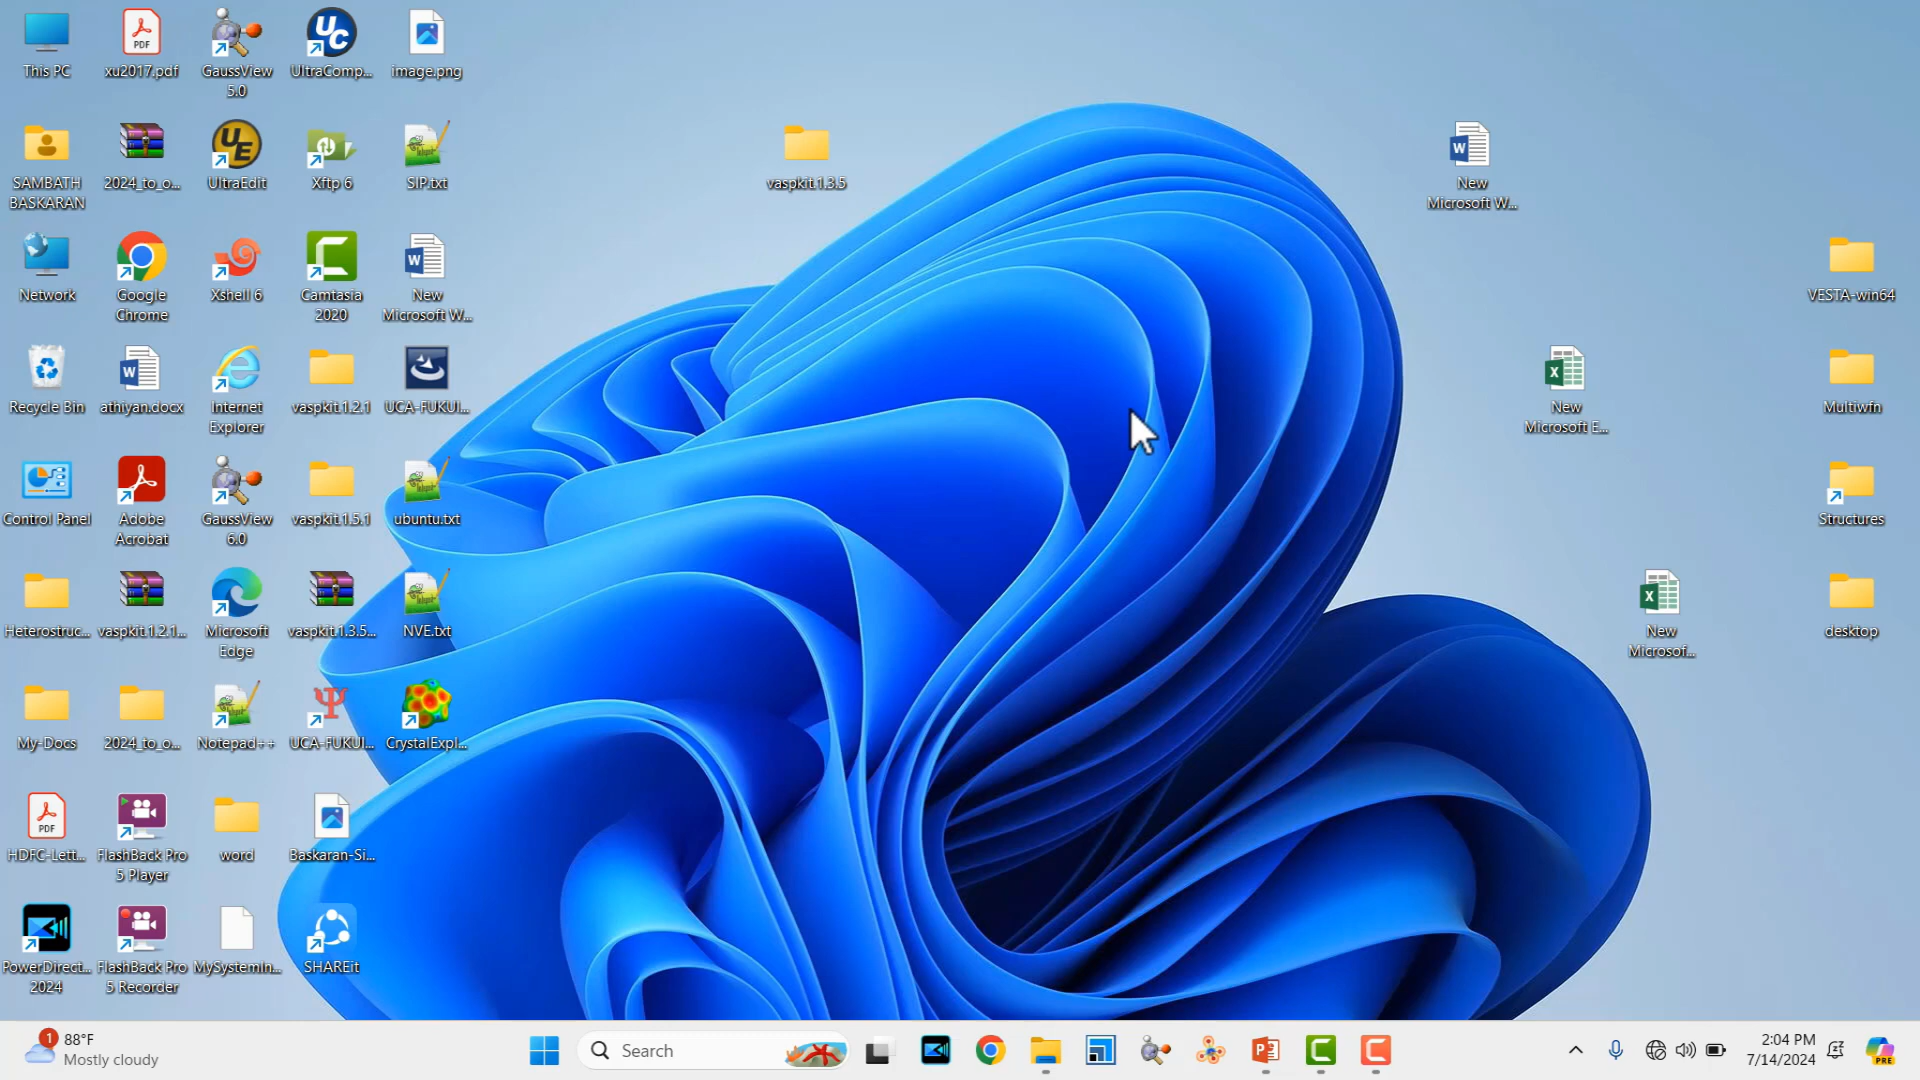 This PC
xu2017.pdf
GaussView
5.0
UltraComp...
image.png
SAMBATH
BASKARAN
2024_to_o...
UltraEdit
Xftp 6
SIP.txt
vaspkit.1.3.5
New
Microsoft W...
Network
Google
Chrome
Xshell 6
Camtasia
2020
New
Microsoft W...
VESTA-win64
Recycle Bin
athiyan.docx
Internet
Explorer
vaspkit.1.2.1
UCA-FUKUI...
New
Microsoft E...
Multiwfn
Control Panel
Adobe
Acrobat
GaussView
6.0
vaspkit.1.5.1
ubuntu.txt
Structures
Heterostruc...
vaspkit.1.2.1...
Microsoft
Edge
vaspkit.1.3.5...
NVE.txt
New
Microsof...
desktop
My-Docs
2024_to_o...
Notepad++
UCA-FUKUI...
CrystalExpl...
HDFC-Lett...
FlashBack Pro
5 Player
word
Baskaran-Si...
PowerDirect...
2024
FlashBack Pro
5 Recorder
MySystemin...
SHAREit
1
88°F
Mostly cloudy
Search
2:04 PM
7/14/2024
PRE